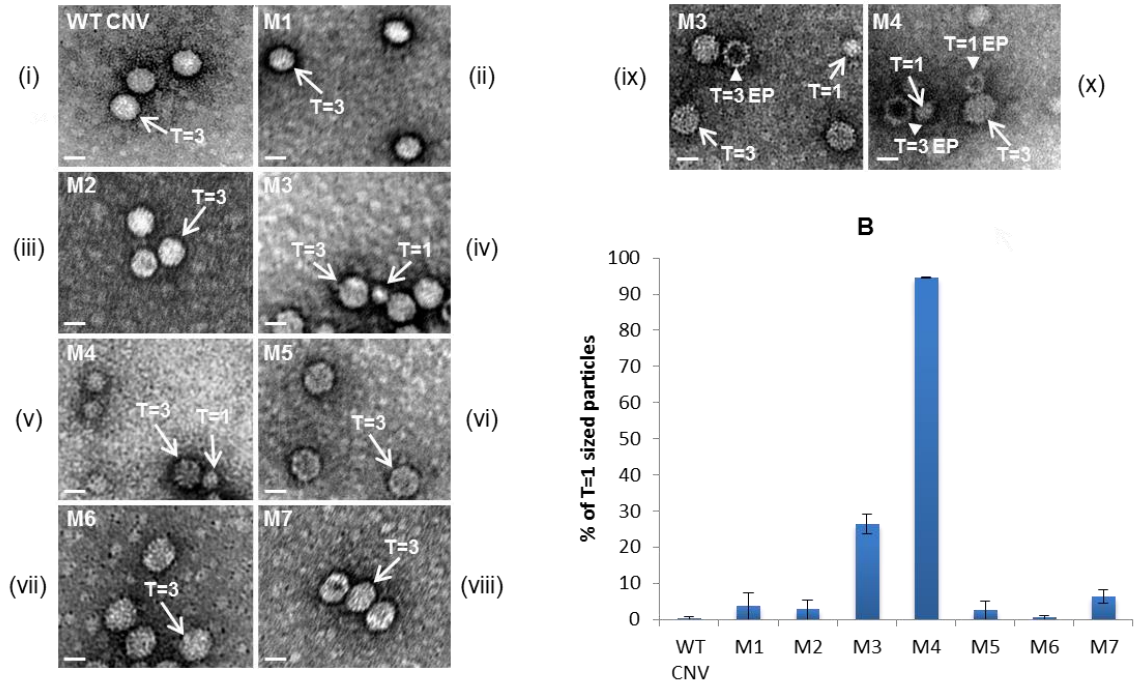 WT CNV
M1
(i)
(ii)
T=3
T=3
M2
M3
T=3
(iii)
(iv)
T=3
T=1
M4
M5
(v)
(vi)
T=3
T=1
T=3
M6
M7
(vii)
(viii)
T=3
T=3
M3
M4
(ix)
(x)
T=3 EP
T=1
T=3
T=1 EP
T=1
T=3 EP
T=3
B
% of T=1 sized particles
100
90
80
70
60
50
40
30
20
10
0
WT CNV M1 M2 M3 M4 M5 M6 M7